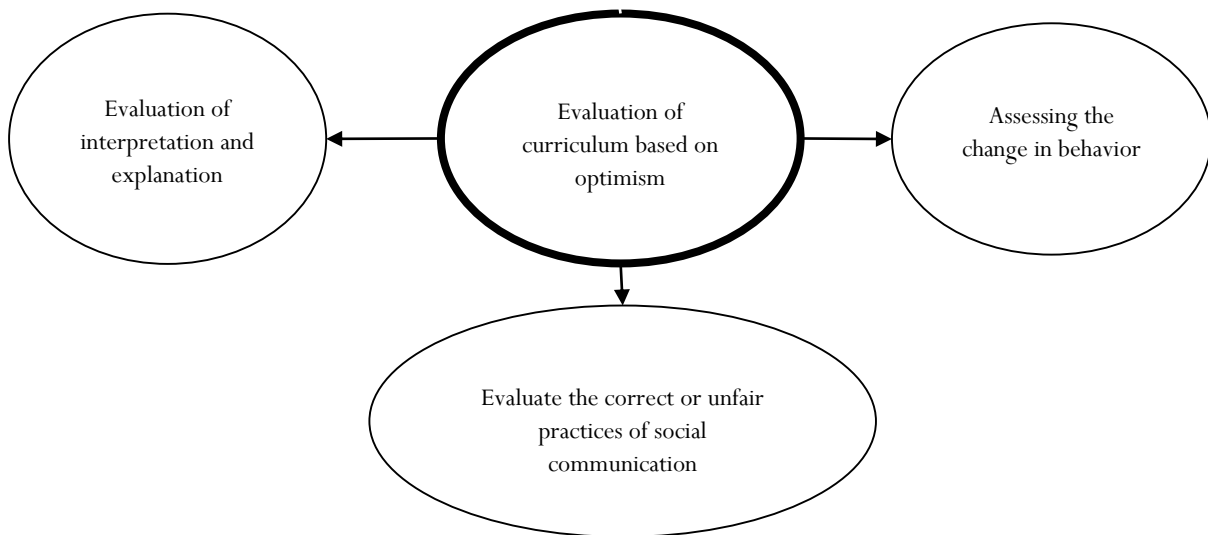 Evaluation of
interpretation and
explanation
Evaluation of
curriculum based on
optimism
Assessing the
change in behavior
Evaluate the correct or unfair
practices of social
communication